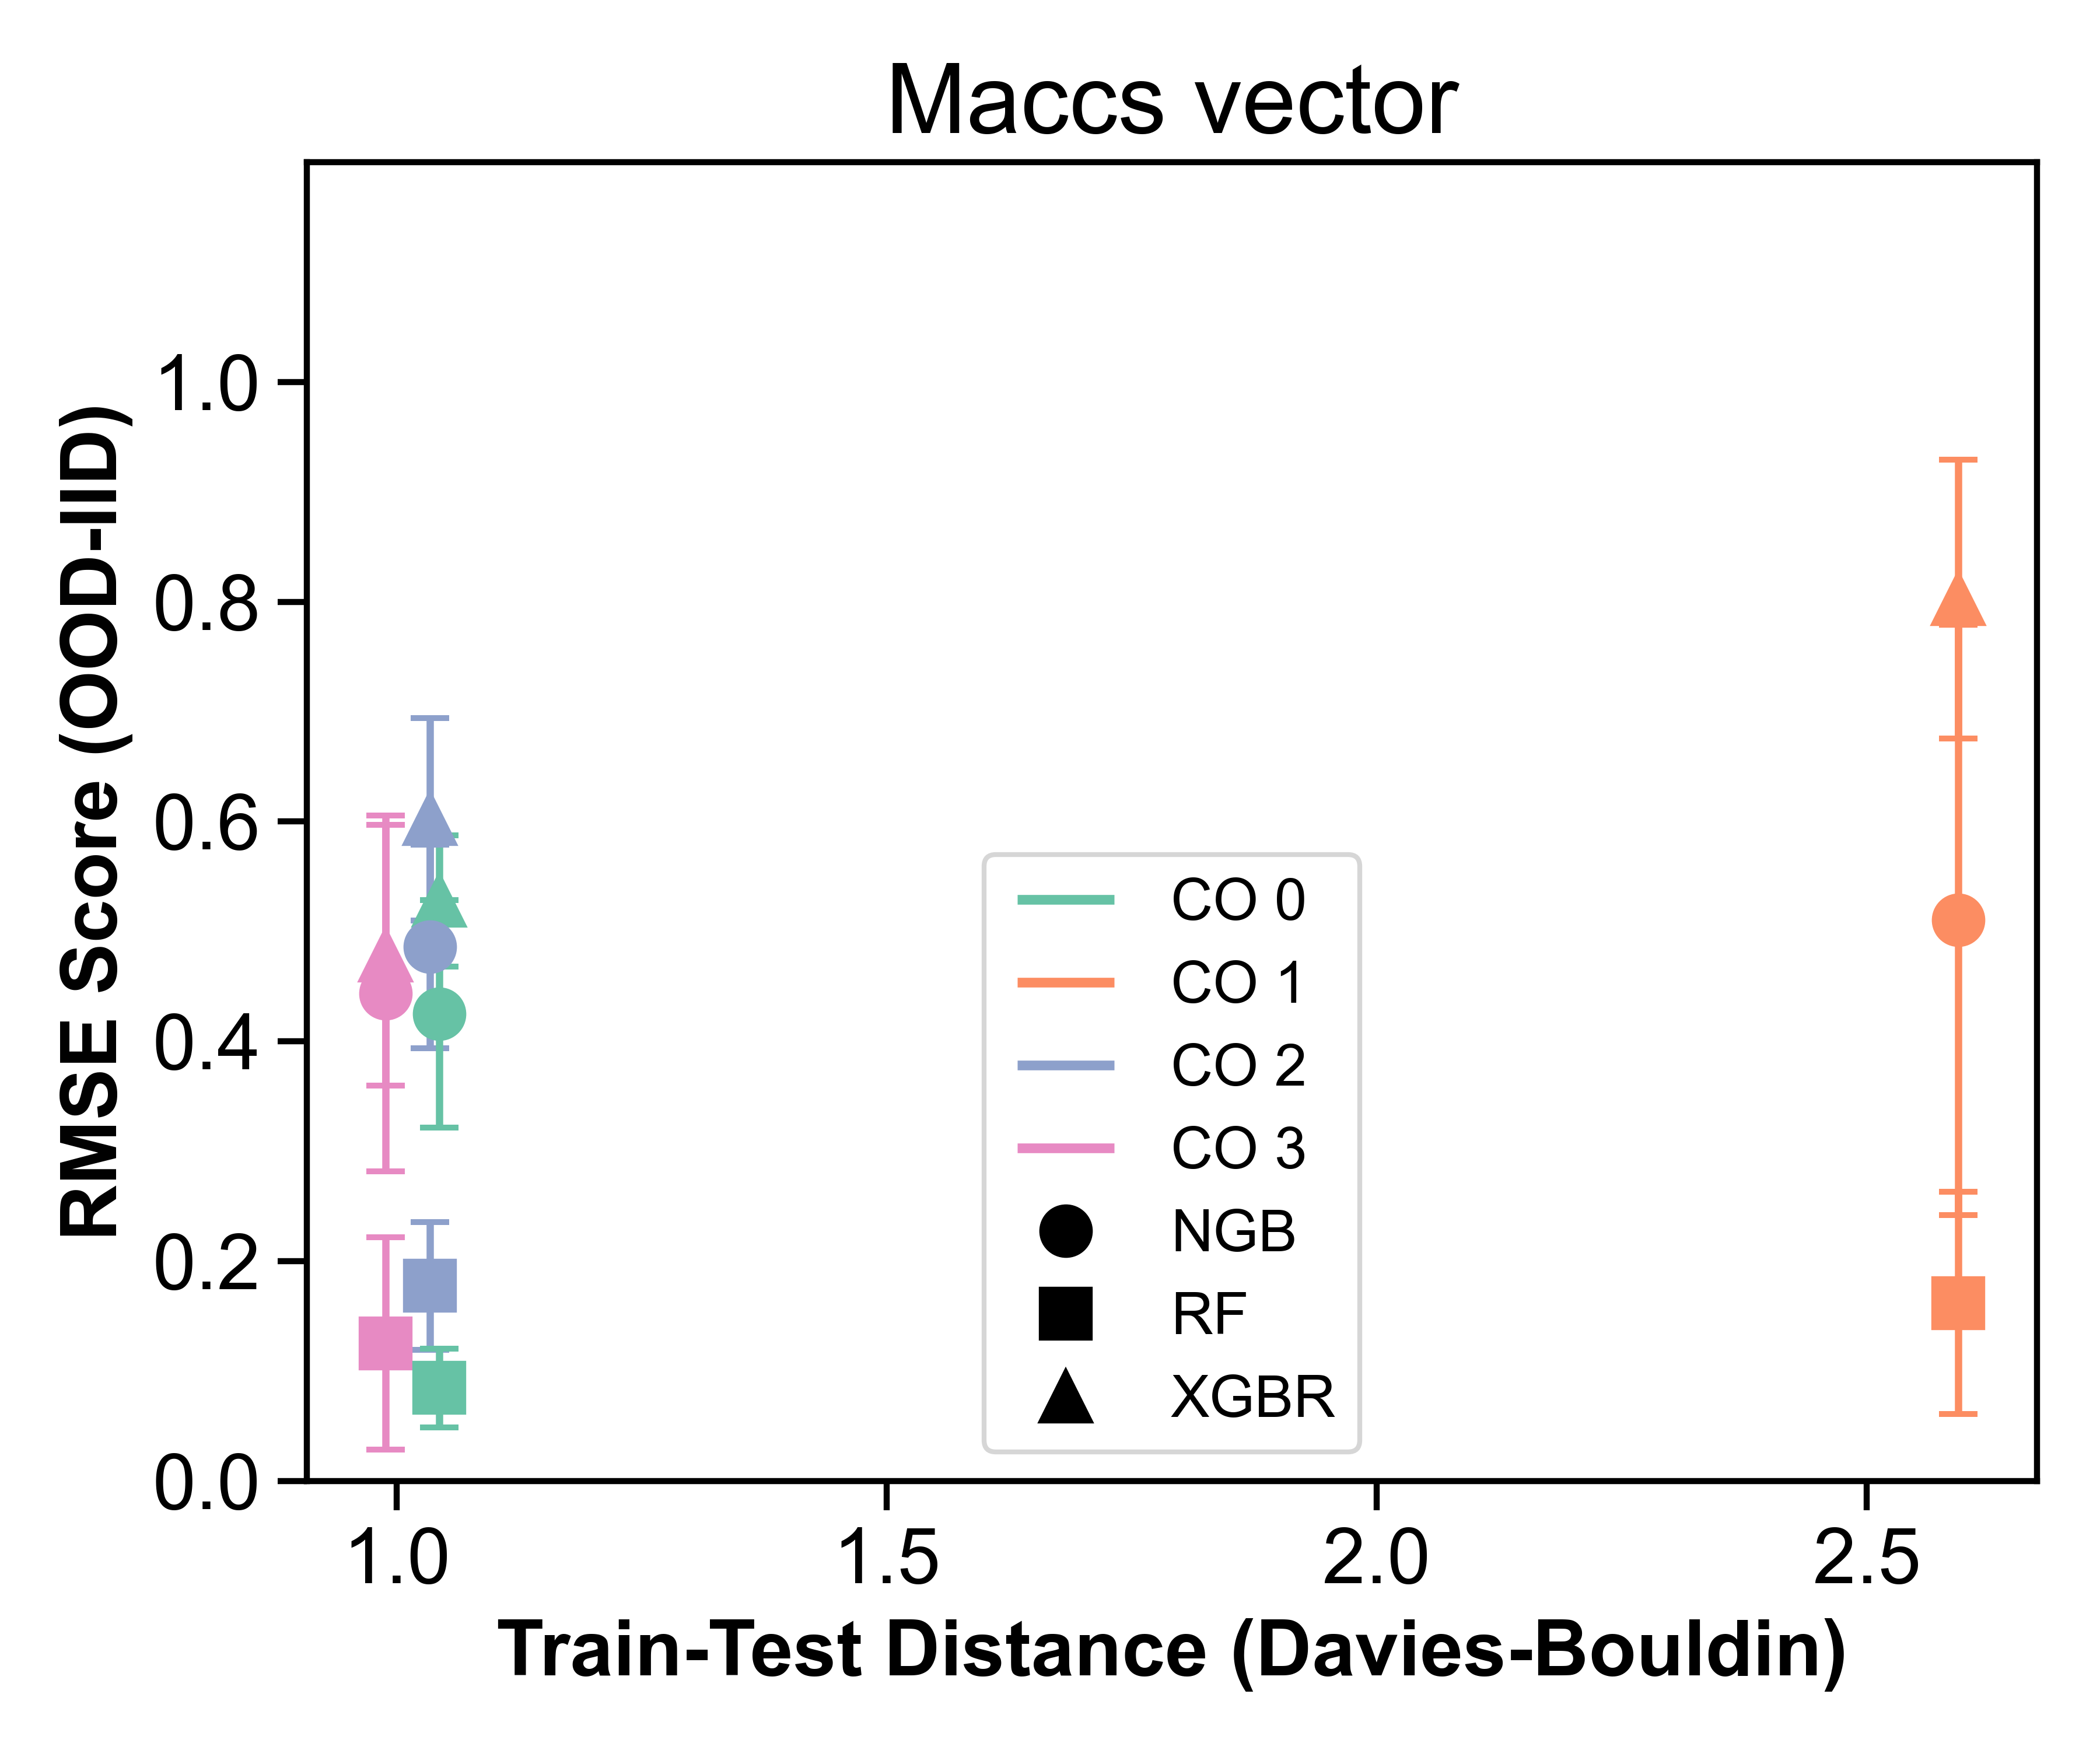 Maccs vector
RMSE Score (OOD-IID)
1.0
0.8
0.6
0.4
0.2
0.0
CO 0
CO 1
CO 2
CO 3
NGB
RF
XGBR
1.0 1.5 2.0 2.5
Train-Test Distance (Davies-Bouldin)